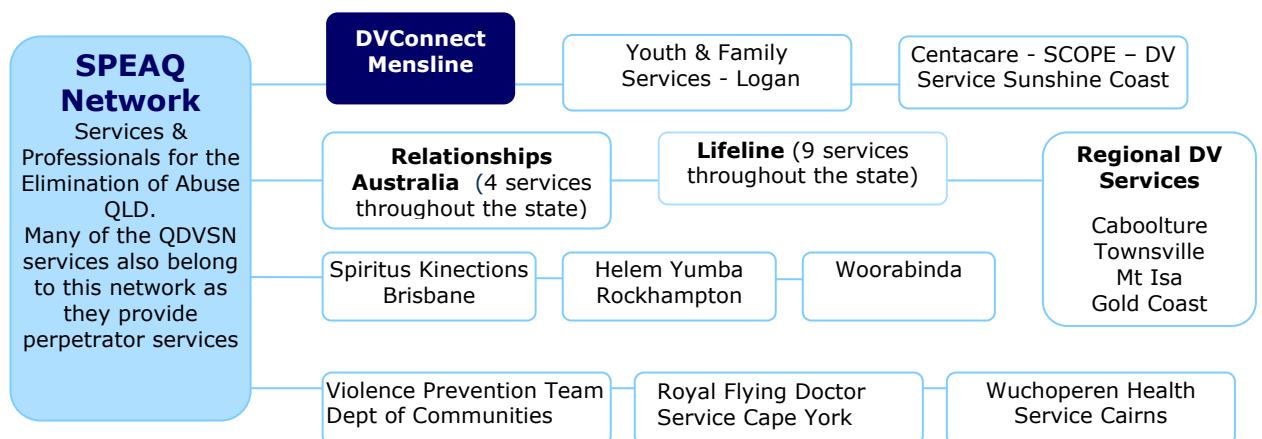 SPEAQ
Network
Services &
Professionals for the
Elimination of Abuse
QLD.
Many of the QDVSN
services also belong
to this network as
they provide
perpetrator services
DVConnect
Mensline
Youth & Family
Services - Logan
Centacare - SCOPE – DV
Service Sunshine Coast
Relationships
Australia (4 services
throughout the state)
Lifeline (9 services
throughout the state)
Regional DV
Services
Caboolture
Townsville
Mt Isa
Gold Coast
Spiritus Kinections
Brisbane
Helem Yumba
Rockhampton
Woorabinda
Violence Prevention Team
Dept of Communities
Royal Flying Doctor
Service Cape York
Wuchoperen Health
Service Cairns